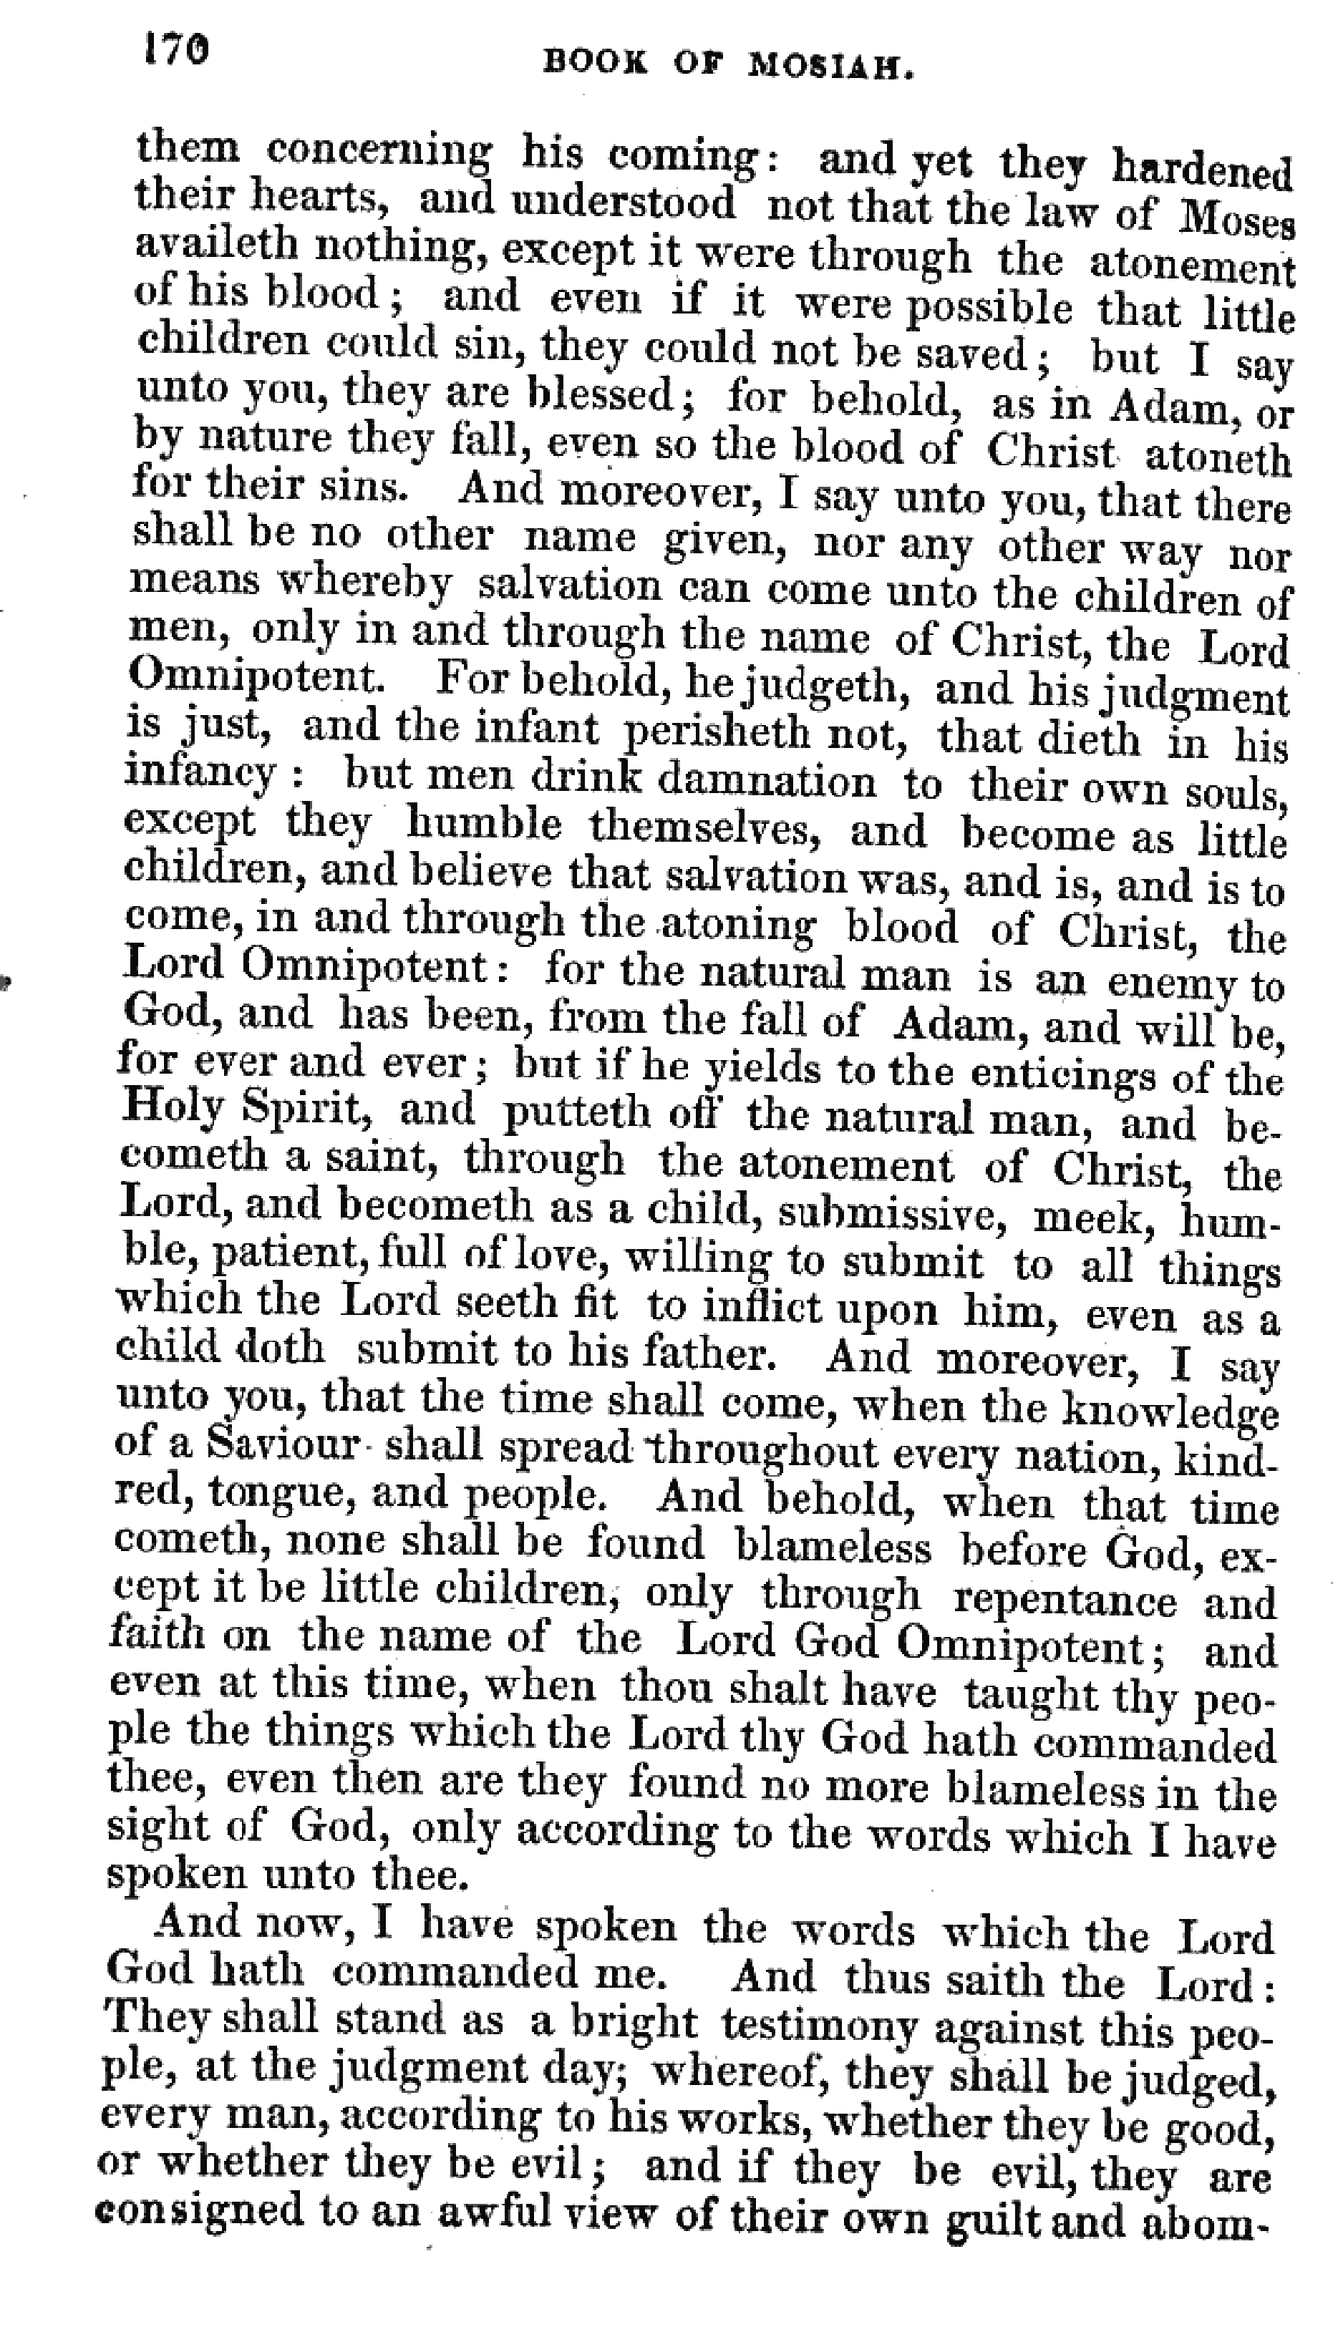 170
BOOK OF MOSIAH.
them concerning his coming: and yet they hardened
their hearts, and understood not that the law of Moses
availeth nothing, except it were through the atonement
of his blood; and even if it were possible that little
children could sin, they could not be saved; but I say
unto you, they are blessed; for behold, as in Adam, or
by nature they fall, even so the blood of Christ atoneth
for their sins. And moreover, I say unto you, that there
shall be no other name given, nor any other way nor
means whereby salvation can come unto the children of
men, only in and through the name of Christ, the Lord
Omnipotent. For behold, he judgeth, and his judgment
is just, and the infant perisheth not, that dieth in his
infancy: but men drink damnation to their own souls,
except they humble themselves, and become as little
children, and believe that salvation was, and is, and is to
come, in and through the atoning blood of Christ, the
Lord Omnipotent: for the natural man is an enemy to
God, and has been, from the fall of Adam, and will be,
for ever and ever; but if he yields to the enticings of the
Holy Spirit, and putteth off the natural man, and be-
cometh a saint, through the atonement of Christ, the
Lord, and becometh as a child, submissive, meek, hum-
ble, patient, full of love, willing to submit to all things
which the Lord seeth fit to inflict upon him, even as a
child doth submit to his father. And moreover, I say
unto you, that the time shall come, when the knowledge
of a Saviour shall spread throughout every nation, kind-
red, tongue, and people. And behold, when that time
cometh, none shall be found blameless before God, ex-
cept it be little children, only through repentance and
faith on the name of the Lord God Omnipotent; and
even at this time, when thou shalt have taught thy peo-
ple the things which the Lord thy God hath commanded
thee, even then are they found no more blameless in the
sight of God, only according to the words which I have
spoken unto thee.
And now, I have spoken the words which the Lord
God hath commanded me. And thus saith the Lord:
They shall stand as a bright testimony against this peo-
ple, at the judgment day; whereof, they shall be judged,
every man, according to his works, whether they be good,
or whether they be evil; and if they be evil, they are
consigned to an awful view of their own guilt and abom-